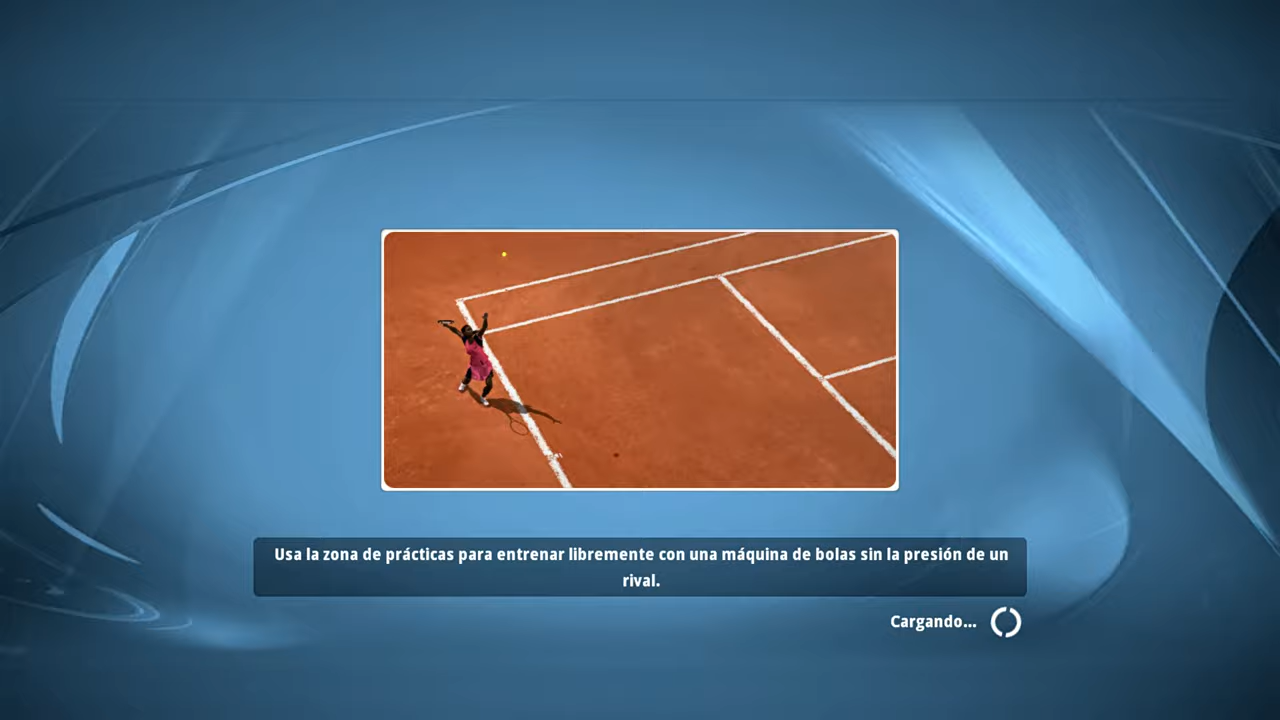 Usa la zona de prácticas para entrenar libremente con una máquina de bolas sin la presión de un
rival.
Cargando...